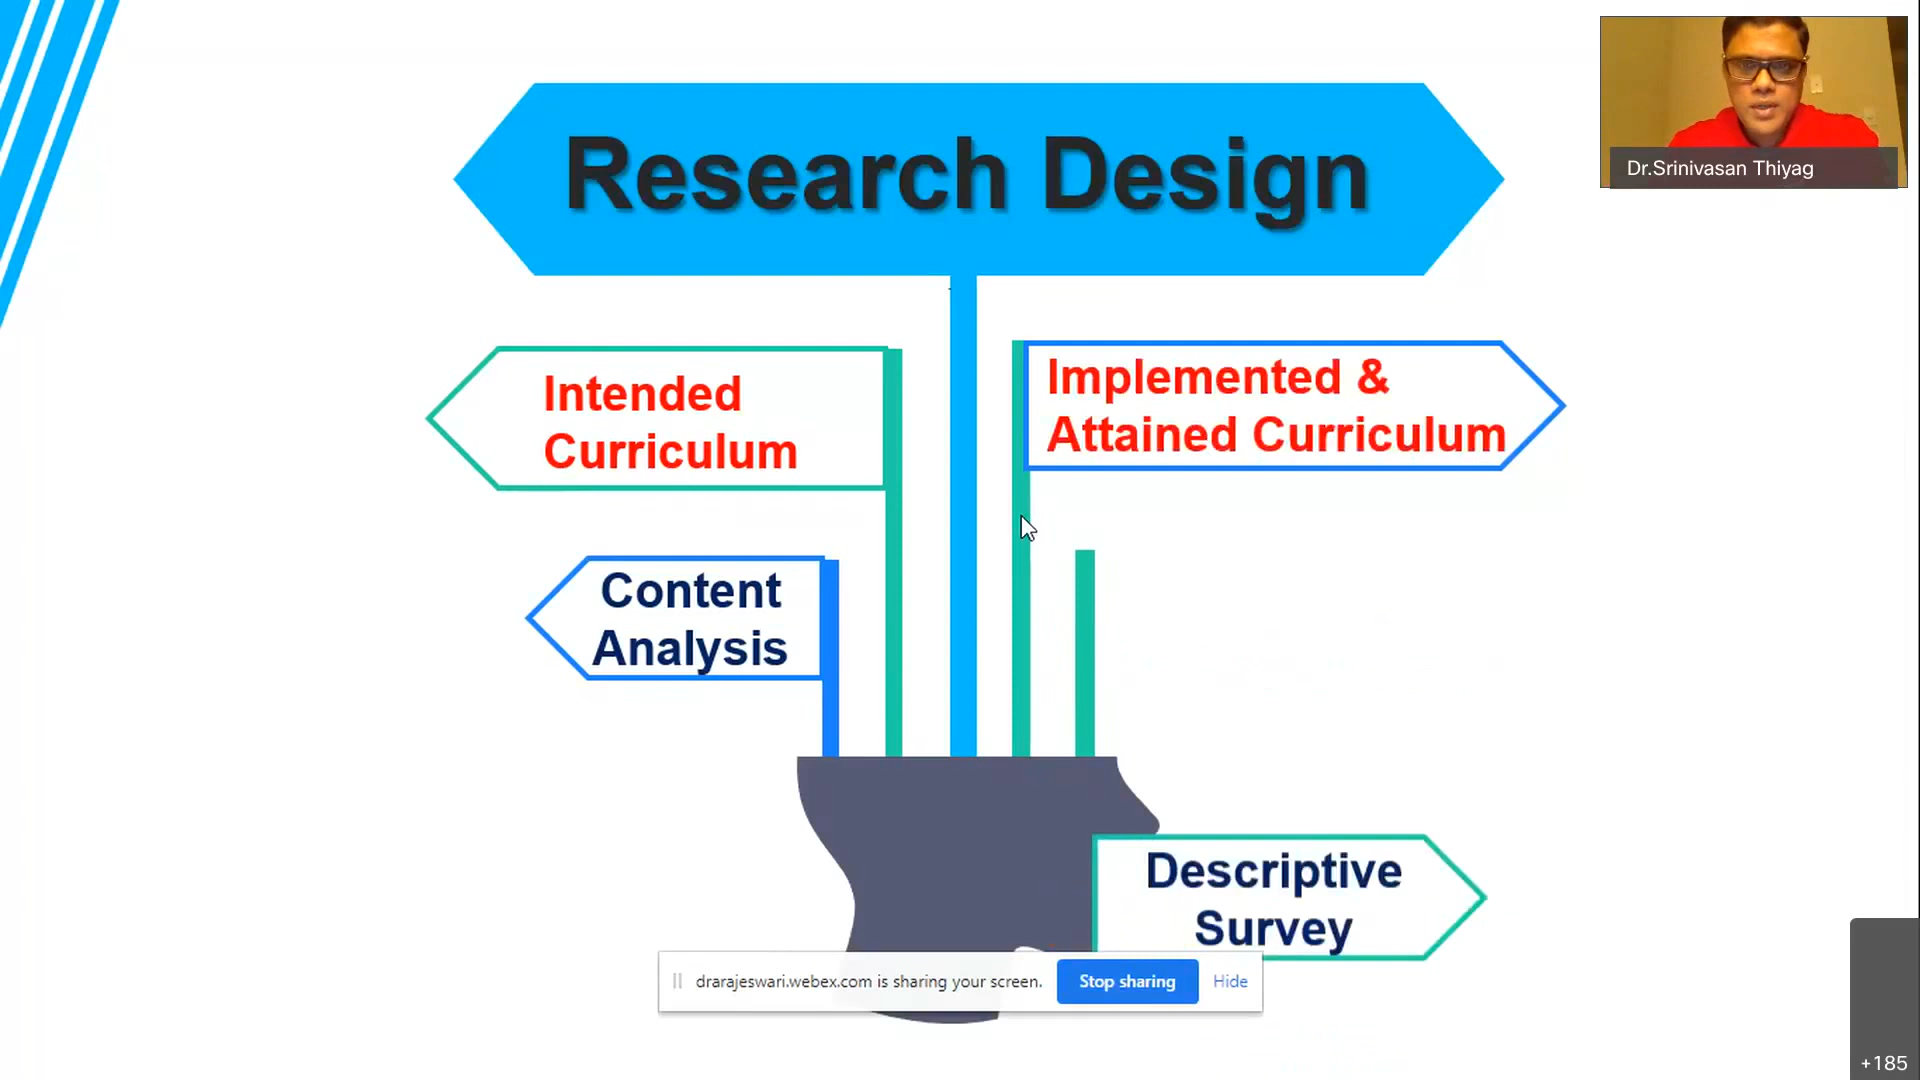 Research Design
Dr.Srinivasan Thiyag
Intended
Curriculum
Implemented &
Attained Curriculum
Content
Analysis
Descriptive
Survey
drarajeswari.webex.com is sharing your screen.
Stop sharing
Hide
+185